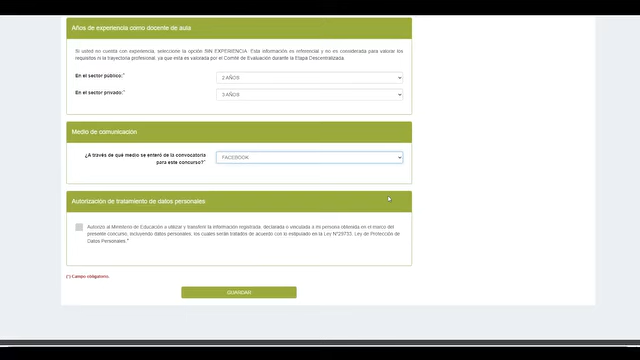 Años de experiencia como docente de aula
Si usted no cuenta con experiencia, seleccione la opción SIN EXPERIENCIA. Esta información es referencial y no es considerada para valorar los
requisitos ni la trayectoria profesional, ya que esta es valorada por el Comité de Evaluación durante la Etapa Descentralizada.
En el sector público:*
2 AÑOS
En el sector privado:*
3 AÑOS
Medio de comunicación
¿A través de qué medio se enteró de la convocatoria
para este concurso?*
FACEBOOK
Autorización de tratamiento de datos personales
Autorizo al Ministerio de Educación a utilizar y transferir la información registrada, declarada o vinculada a mi persona obtenida en el marco del
presente concurso, incluyendo datos personales, los cuales serán tratados de acuerdo con lo estipulado en la Ley N°29733, Ley de Protección de
Datos Personales.*
(*) Campo obligatorio.
GUARDAR